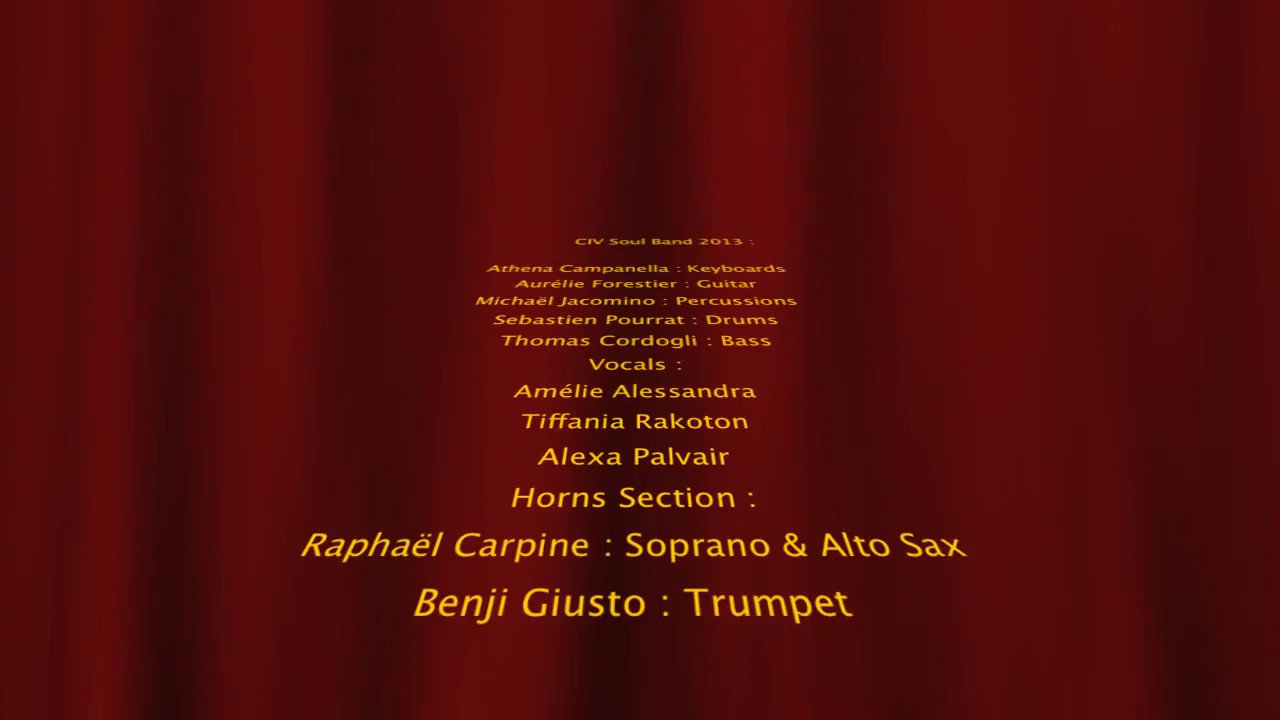 CIV Soul Band 2013 :
Athena Campanella : Keyboards
Aurélie Forestier : Guitar
Michaël Jacomino : Percussions
Sebastien Pourrat : Drums
Thomas Cordogli : Bass
Vocals :
Amélie Alessandra
Tiffania Rakoton
Alexa Palvair
Horns Section :
Raphaël Carpine : Soprano & Alto Sax
Benji Giusto : Trumpet